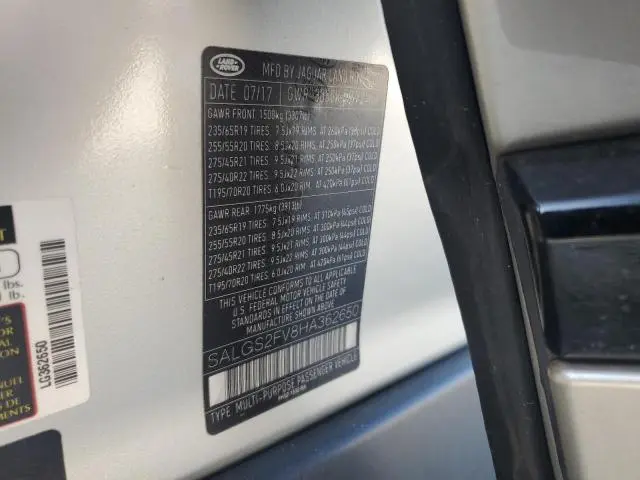 LAND
ROVER
MFD BY JAGUAR LAND
DATE 07/17
GAWR FRONT 1500kg (3307lb)
235/65R19 TIRES 7.5Jx19 RIMS, AT 260kPa COLD
255/55R20 TIRES 8.5Jx20 RIMS, AT 250kPa (37psi) COLD
275/45R21 TIRES 9.5Jx21 RIMS, AT 250kPa (37psi) COLD
275/40R22 TIRES 9.5Jx22 RIMS, AT 250kPa (37psi) COLD
T195/70R20 TIRES 6.0Jx20 RIM, AT 420kPa (61psi) COLD
GAWR REAR 1775kg (3913lb)
235/65R19 TIRES 7.5Jx19 RIMS, AT 310kPa (45psi) COLD
255/55R20 TIRES 8.5Jx20 RIMS, AT 300kPa (44psi) COLD
275/45R21 TIRES 9.5Jx21 RIMS, AT 300kPa (44psi) COLD
275/40R22 TIRES 9.5Jx22 RIMS, AT 300kPa (44psi) COLD
T195/70R20 TIRES 6.0Jx20 RIM, AT 420kPa (61psi) COLD
THIS VEHICLE CONFORMS TO ALL APPLICABLE
U.S. FEDERAL MOTOR VEHICLE SAFETY
STANDARDS IN EFFECT ON THE DATE OF
MANUFACTURE SHOWN ABOVE
SALGS2FV8HA362650
TYPE: MULTI-PURPOSE PASSENGER VEHICLE
lbs.
lb.
LG362650